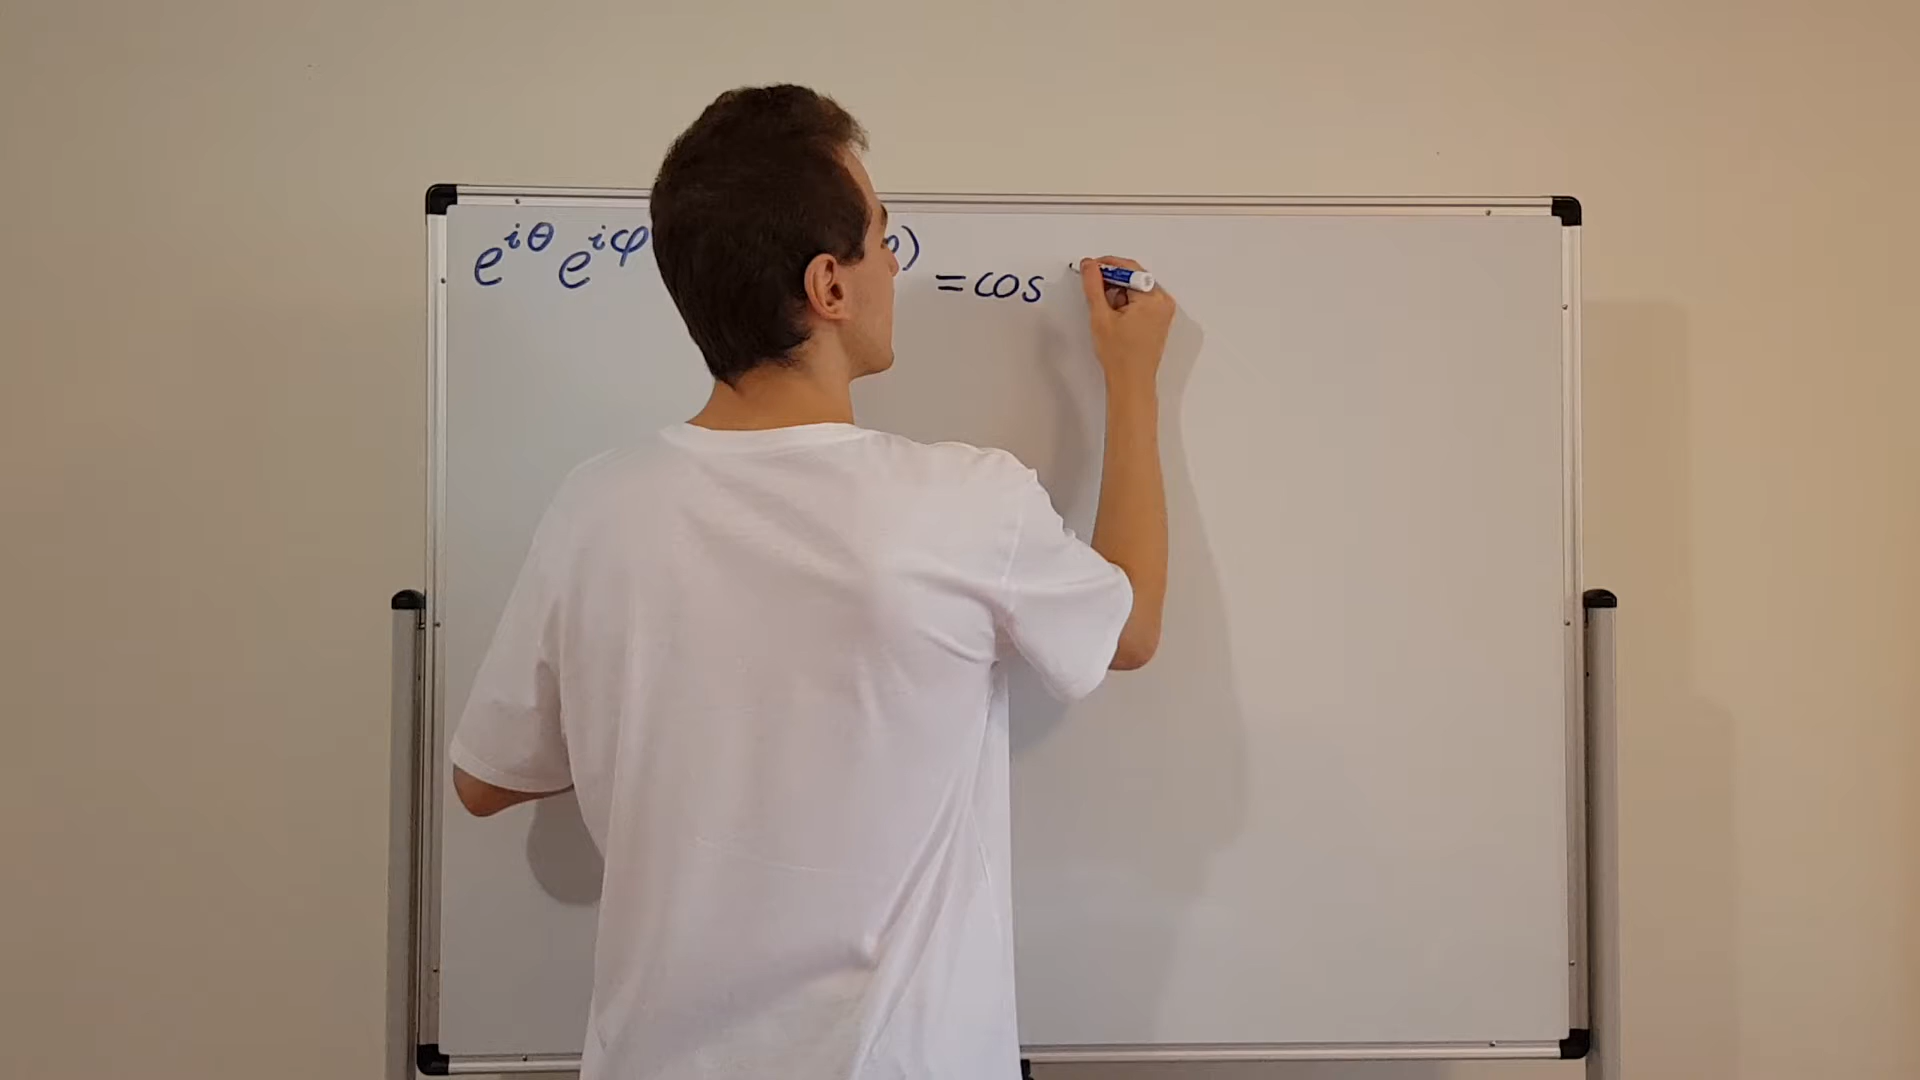 e^{iθ} e^{iφ} ) = cos